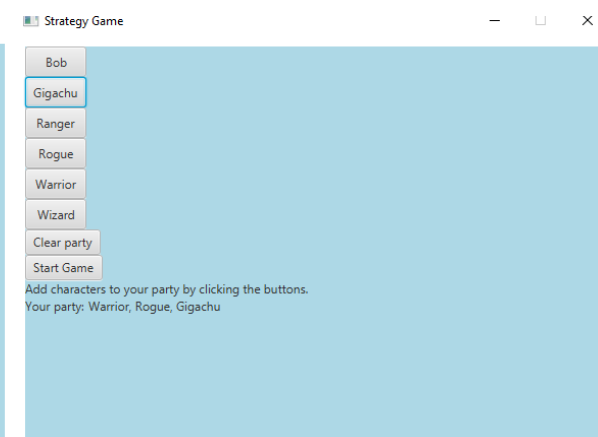 Strategy Game
Bob
Gigachu
Ranger
Rogue
Warrior
Wizard
Clear party
Start Game
Add characters to your party by clicking the buttons.
Your party: Warrior, Rogue, Gigachu